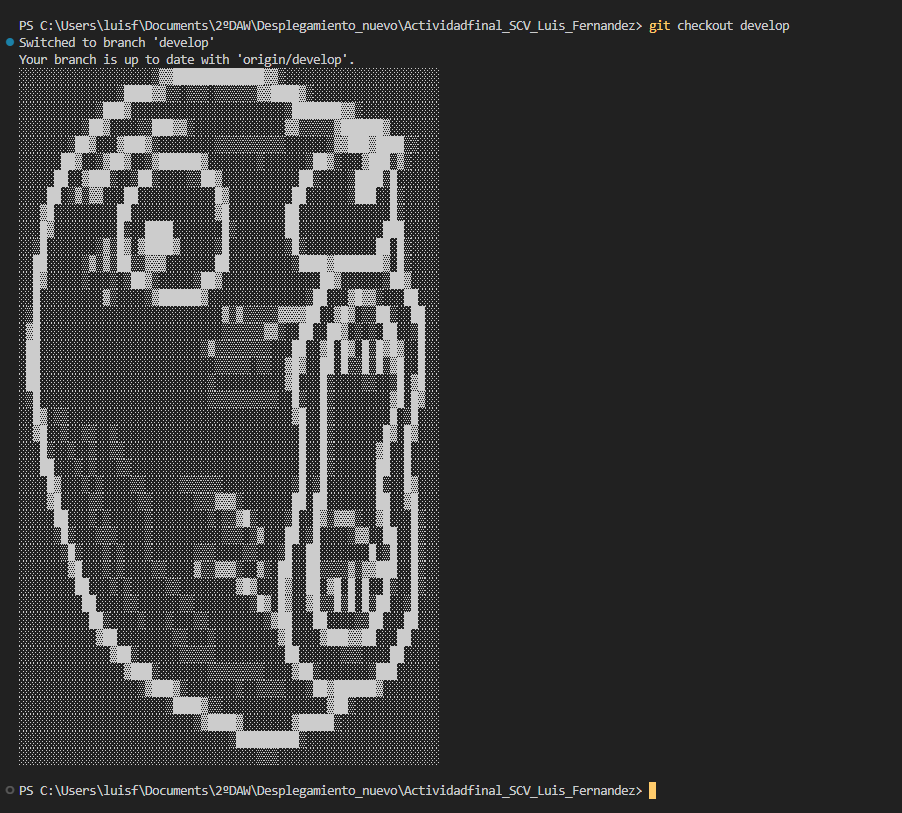 PS C:\Users\luisf\Documents\2ºDAW\Desplegamiento_nuevo\Actividadfinal_SCV_Luis_Fernandez> git checkout develop
Switched to branch 'develop'
Your branch is up to date with 'origin/develop'.
PS C:\Users\luisf\Documents\2ºDAW\Desplegamiento_nuevo\Actividadfinal_SCV_Luis_Fernandez>